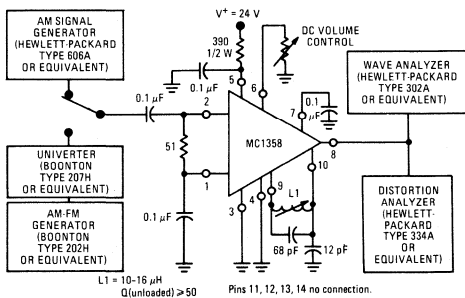 AM SIGNAL
GENERATOR
(HEWLETT-PACKARD
TYPE 606A
OR EQUIVALENT)
V+ = 24 V
390
1/2 W
DC VOLUME
CONTROL
WAVE ANALYZER
(HEWLETT-PACKARD
TYPE 302A
OR EQUIVALENT)
0.1 µF
5
6
0.1 µF
2
7
0.1
µF
51
MC1358
8
10
UNIVERTER
(BOONTON
TYPE 207H
OR EQUIVALENT)
1
3
4
9
L1
0.1 µF
AM-FM
GENERATOR
(BOONTON
TYPE 202H
OR EQUIVALENT)
68 pF
12 pF
DISTORTION
ANALYZER
(HEWLETT-
PACKARD
TYPE 334A
OR
EQUIVALENT)
L1 = 10–16 µH
Q(unloaded) ≥ 50
Pins 11, 12, 13, 14 no connection.